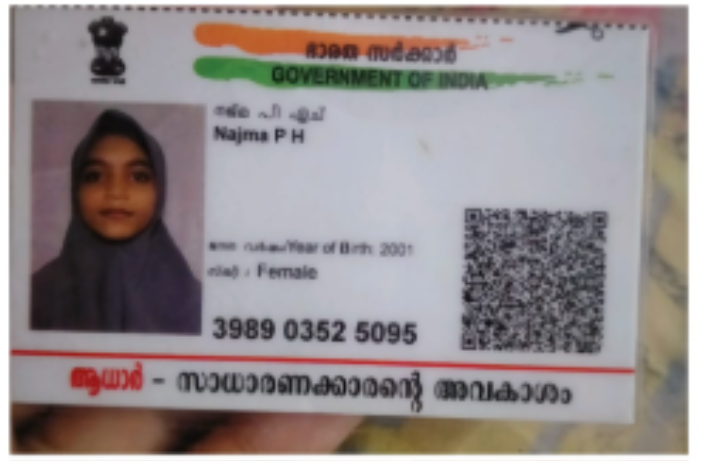 ഭാരത സർക്കാർ
GOVERNMENT OF INDIA
നജ്മ പി എച്ച്
Najma P H
ജനന വർഷം/Year of Birth: 2001
സ്ത്രീ / Female
3989 0352 5095
ആധാർ - സാധാരണക്കാരന്റെ അവകാശം